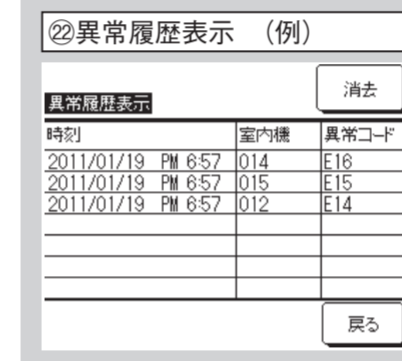 ㉒異常履歴表示 （例）
消去
異常履歴表示
時刻 室内機 異常コード
2011/01/19 PM 6:57 014 E16
2011/01/19 PM 6:57 015 E15
2011/01/19 PM 6:57 012 E14
戻る